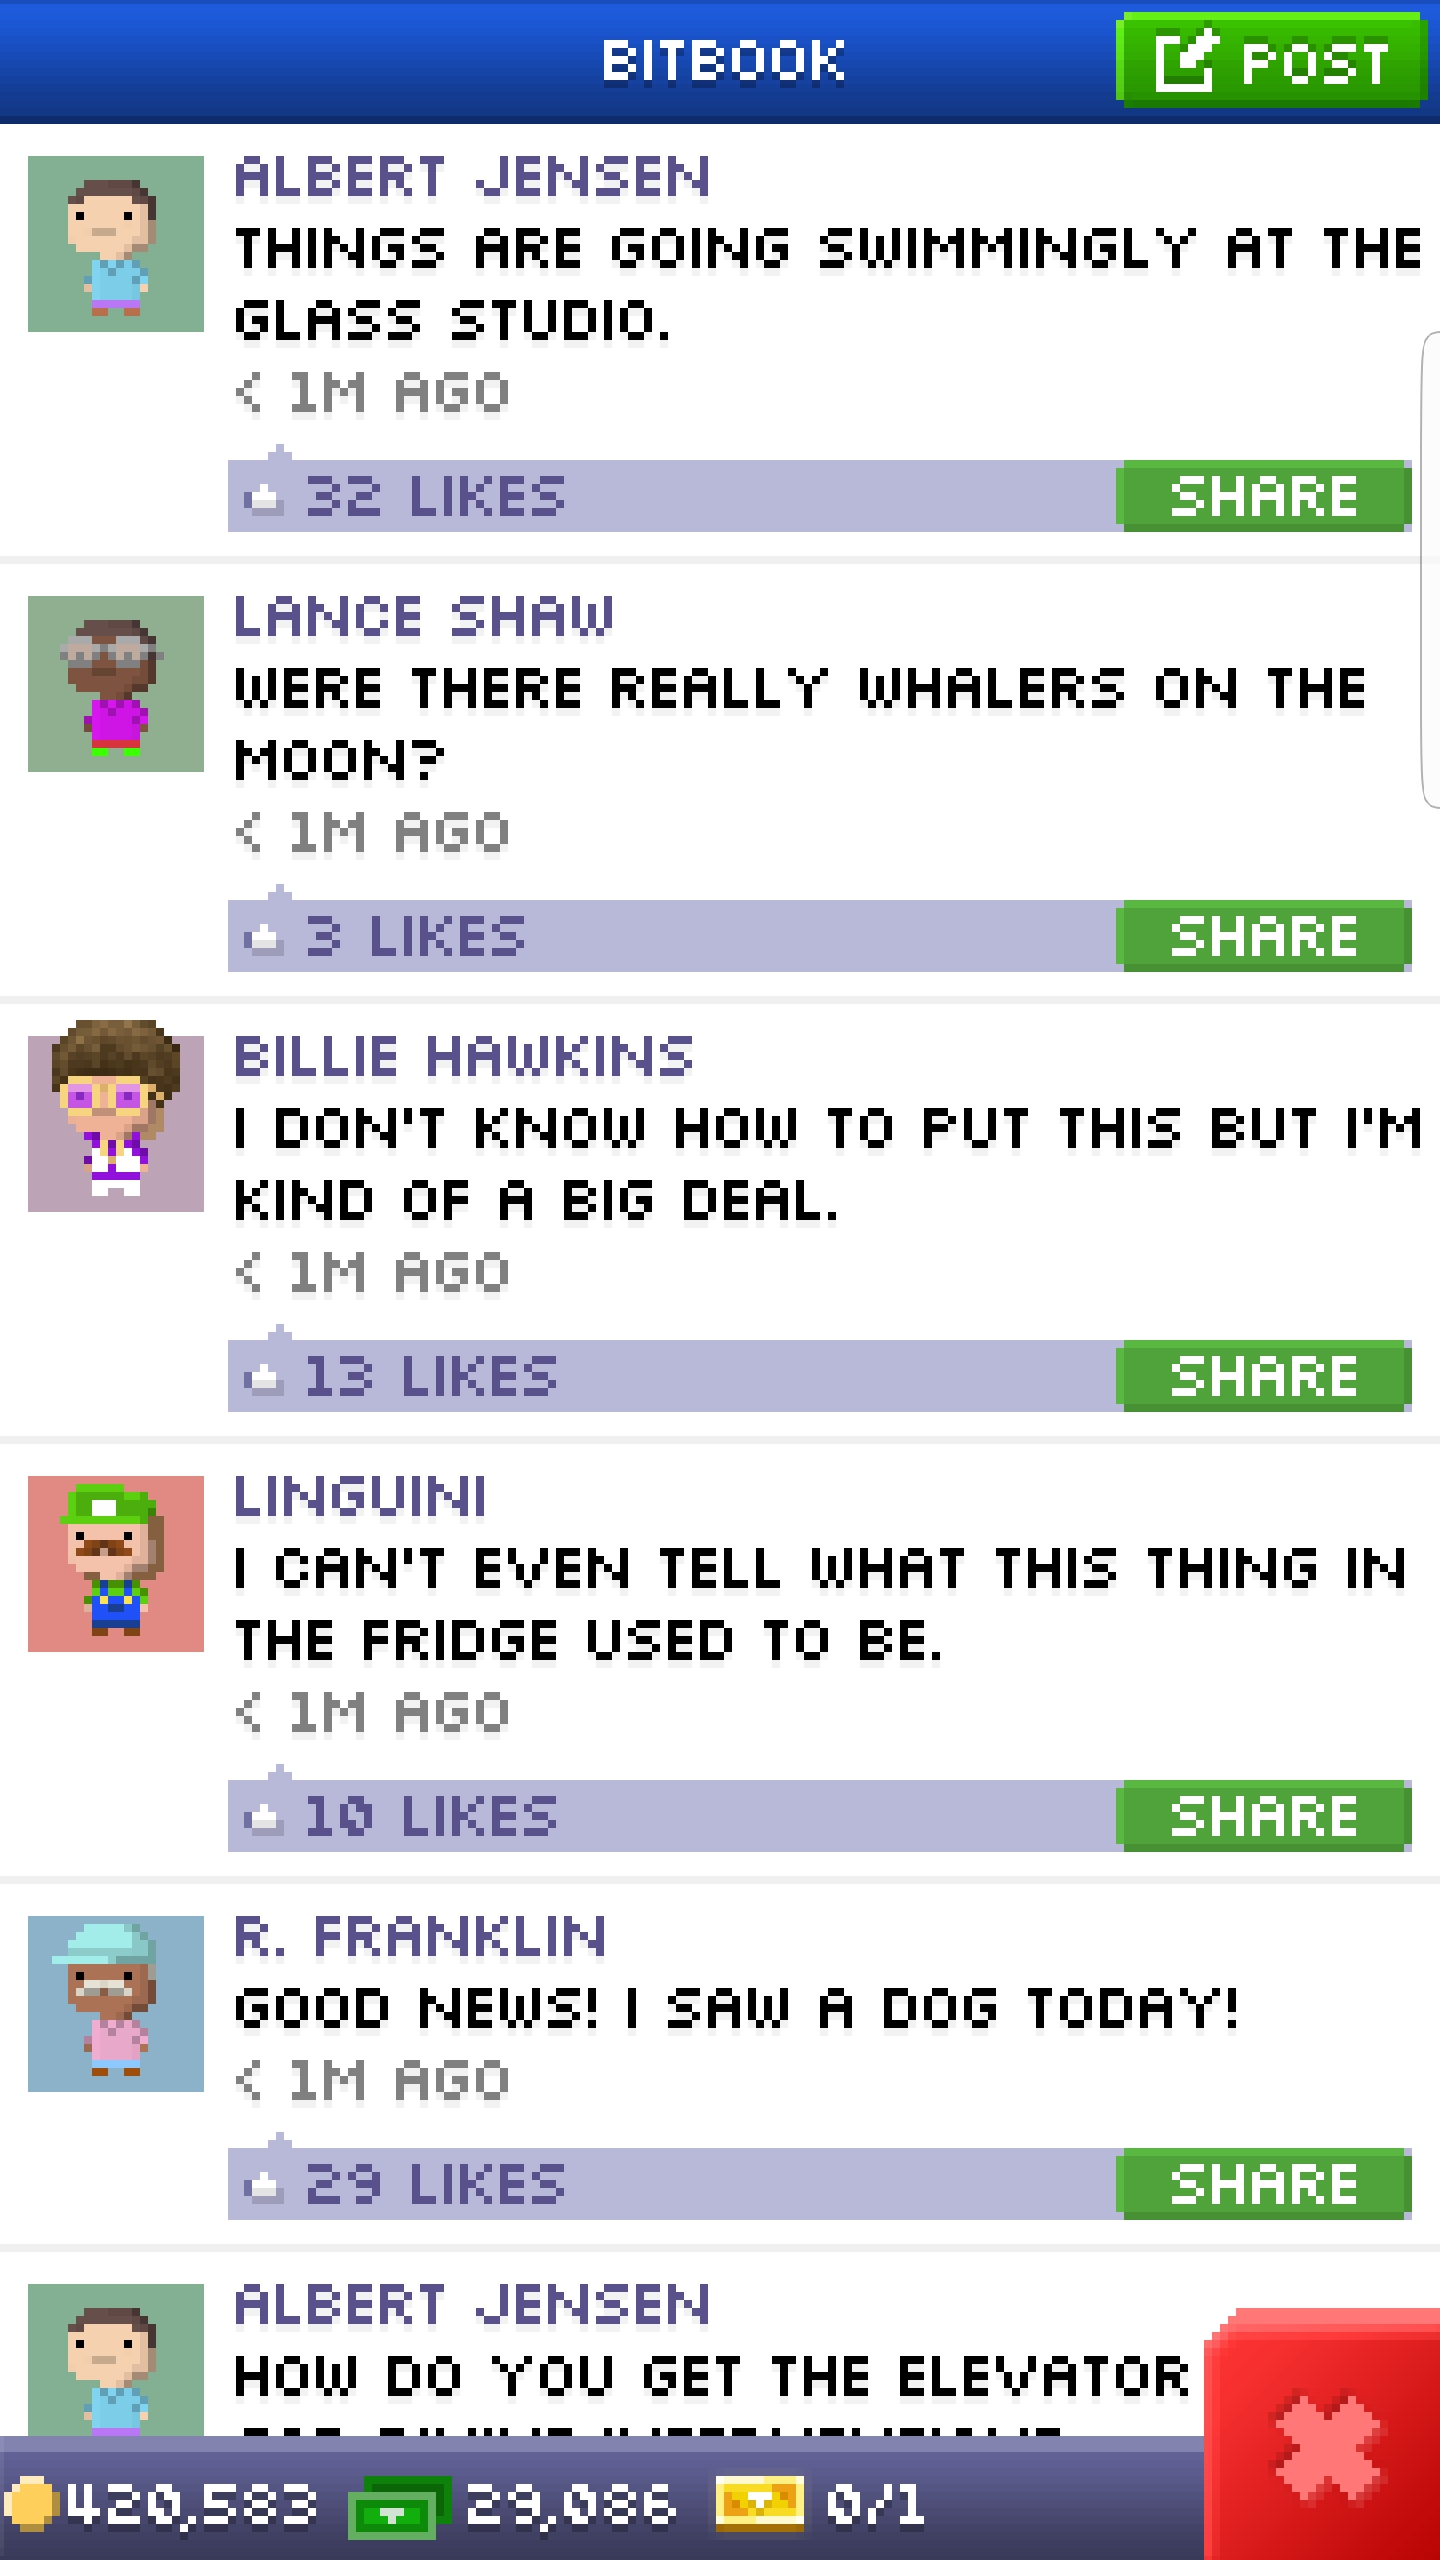 BITBOOK
POST
ALBERT JENSEN
THINGS ARE GOING SWIMMINGLY AT THE
GLASS STUDIO.
< 1M AGO
32 LIKES
SHARE
LANCE SHAW
WERE THERE REALLY WHALERS ON THE
MOON?
< 1M AGO
3 LIKES
SHARE
BILLIE HAWKINS
I DON'T KNOW HOW TO PUT THIS BUT I'M
KIND OF A BIG DEAL.
< 1M AGO
13 LIKES
SHARE
LINGUINI
I CAN'T EVEN TELL WHAT THIS THING IN
THE FRIDGE USED TO BE.
< 1M AGO
10 LIKES
SHARE
R. FRANKLIN
GOOD NEWS! I SAW A DOG TODAY!
< 1M AGO
29 LIKES
SHARE
ALBERT JENSEN
HOW DO YOU GET THE ELEVATOR
420,583
29,086
0/1